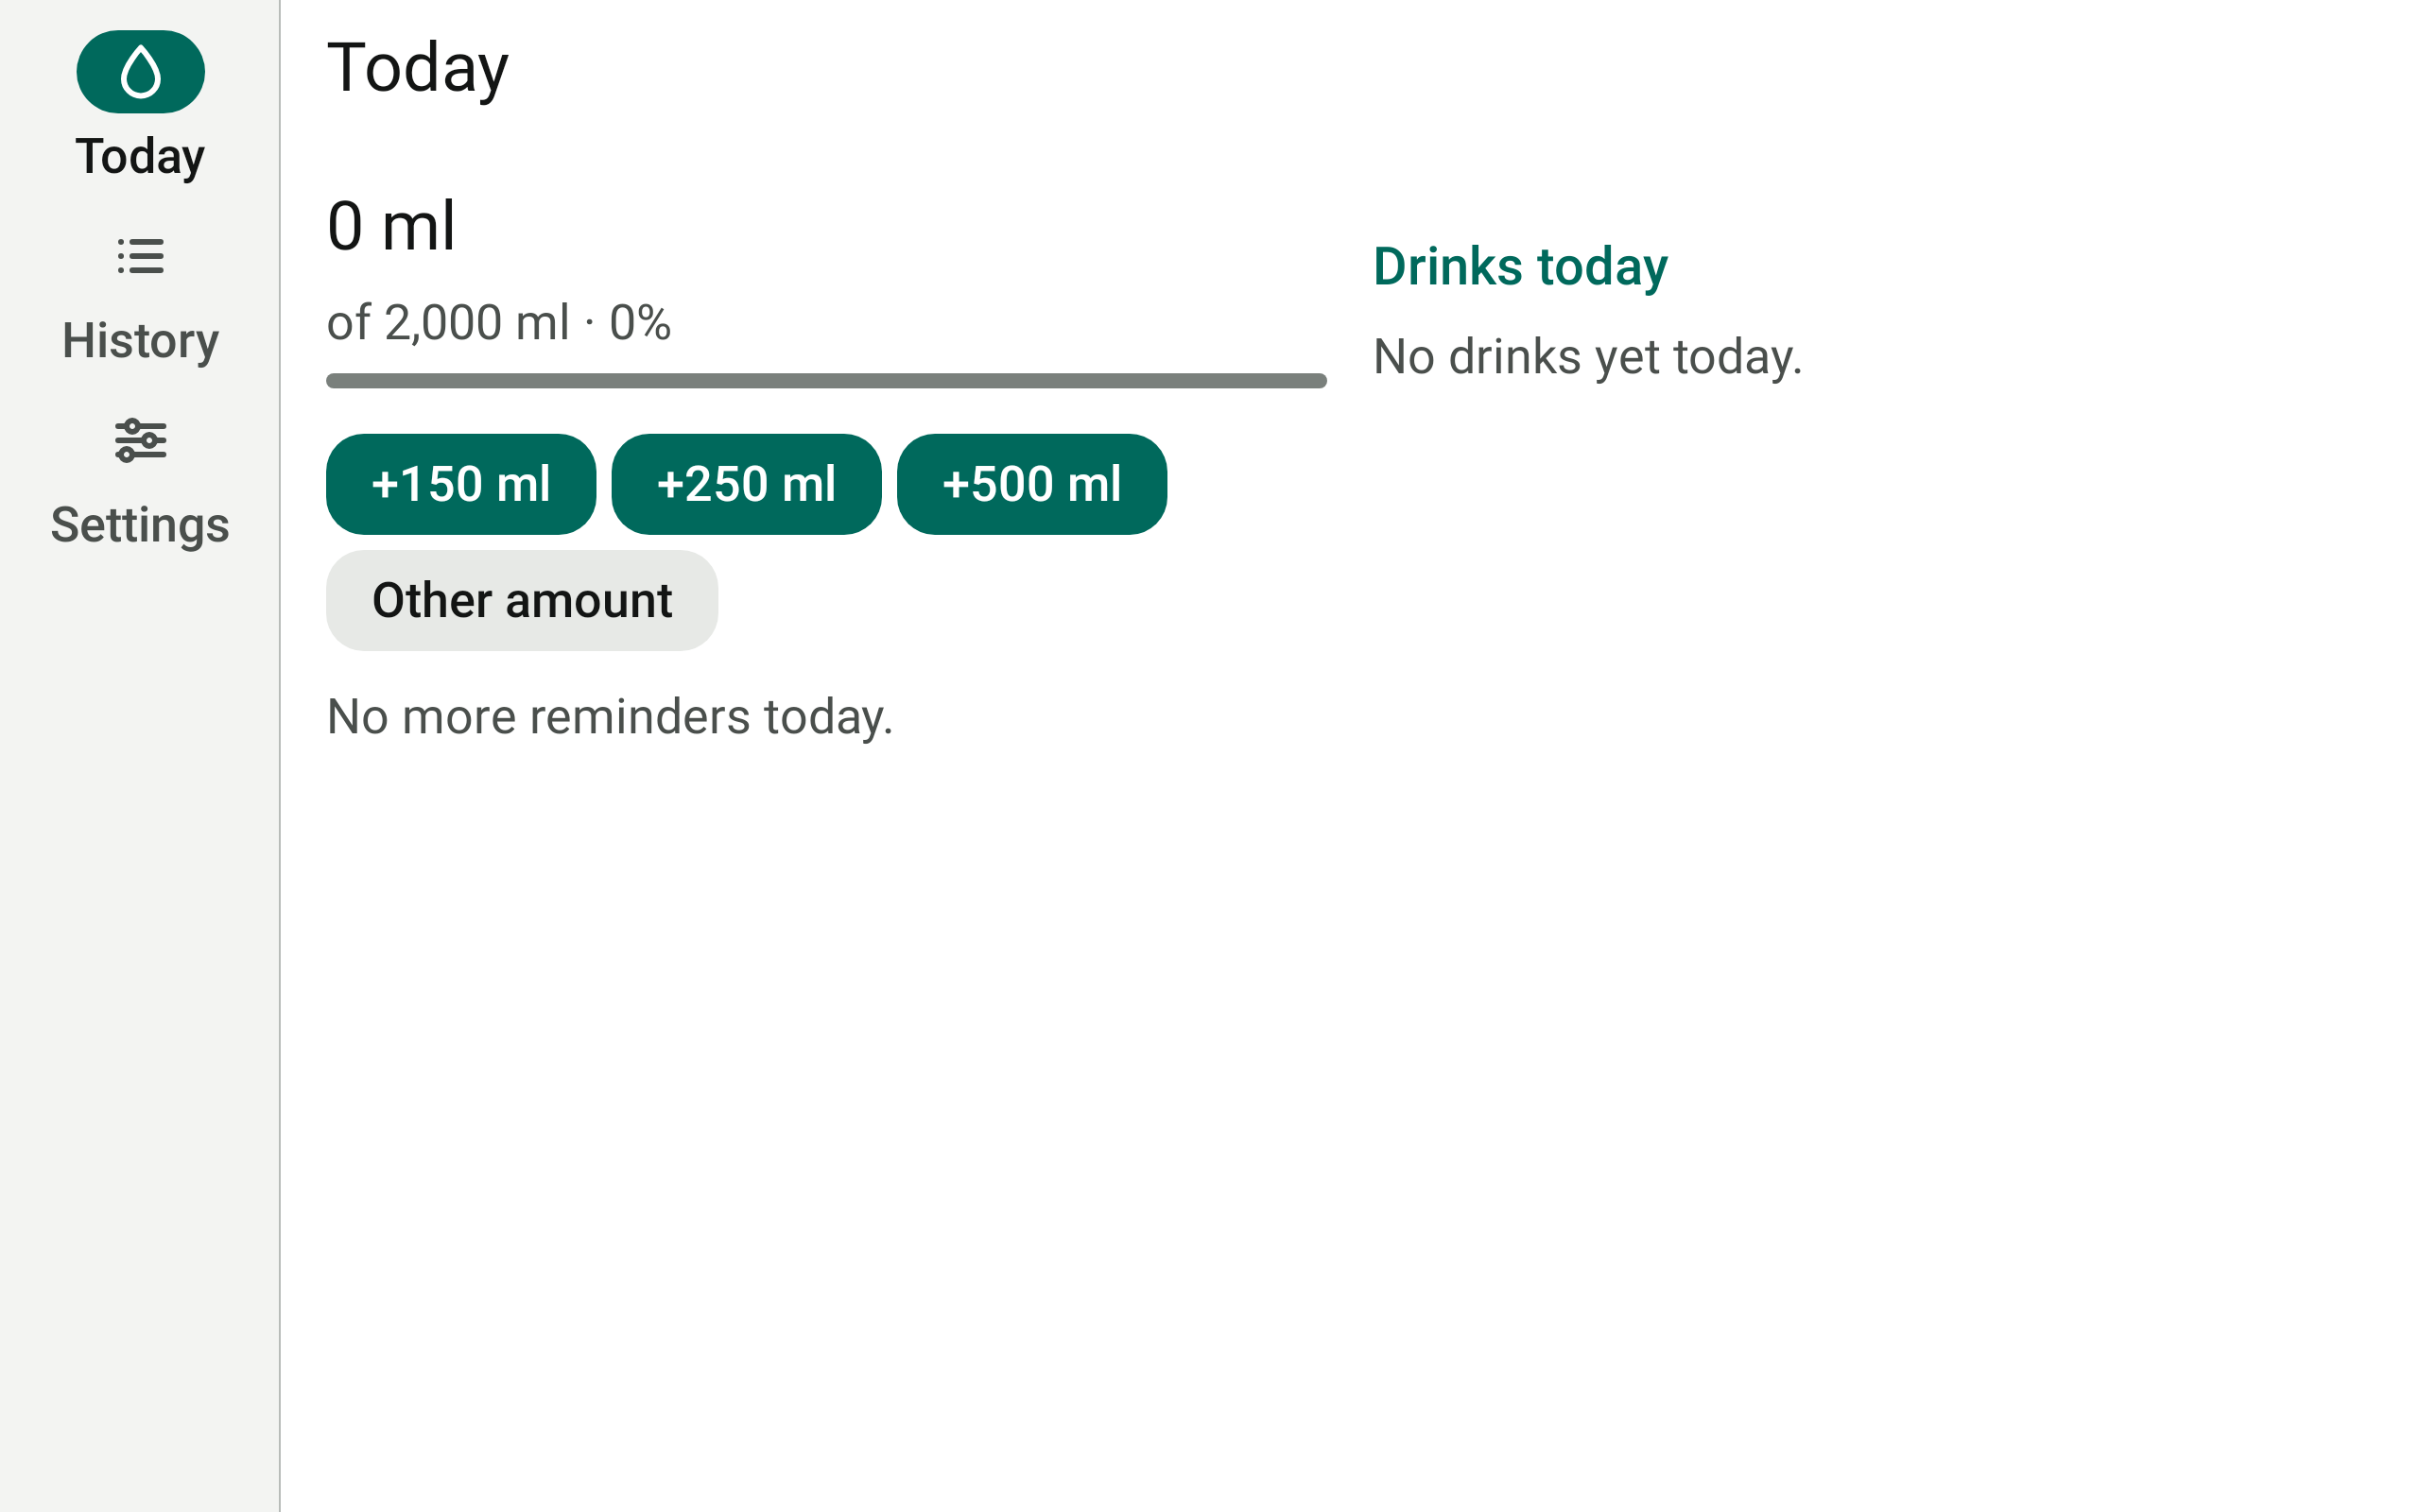 Today
History
Settings
Today
0 ml
of 2,000 ml · 0%
+150 ml
+250 ml
+500 ml
Other amount
No more reminders today.
Drinks today
No drinks yet today.